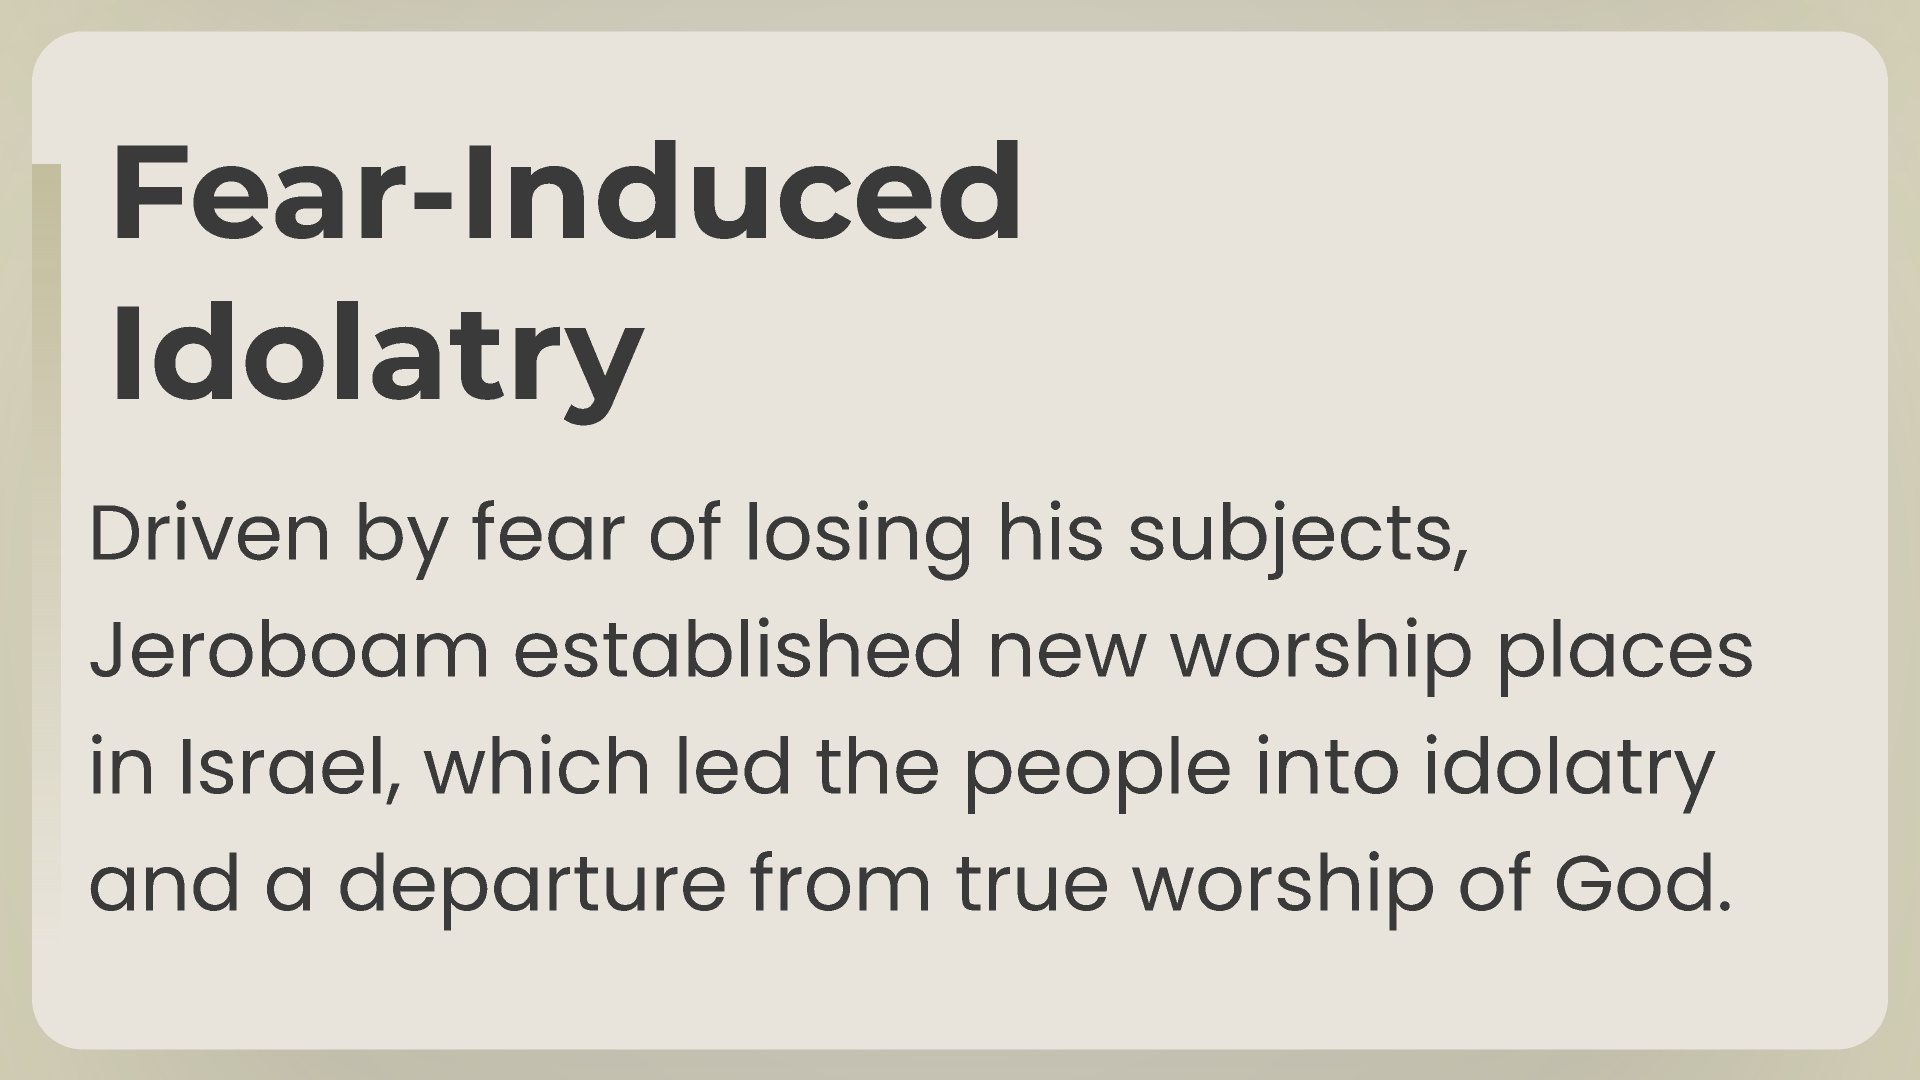 Fear-Induced
Idolatry
Driven by fear of losing his subjects,
Jeroboam established new worship places
in Israel, which led the people into idolatry
and a departure from true worship of God.